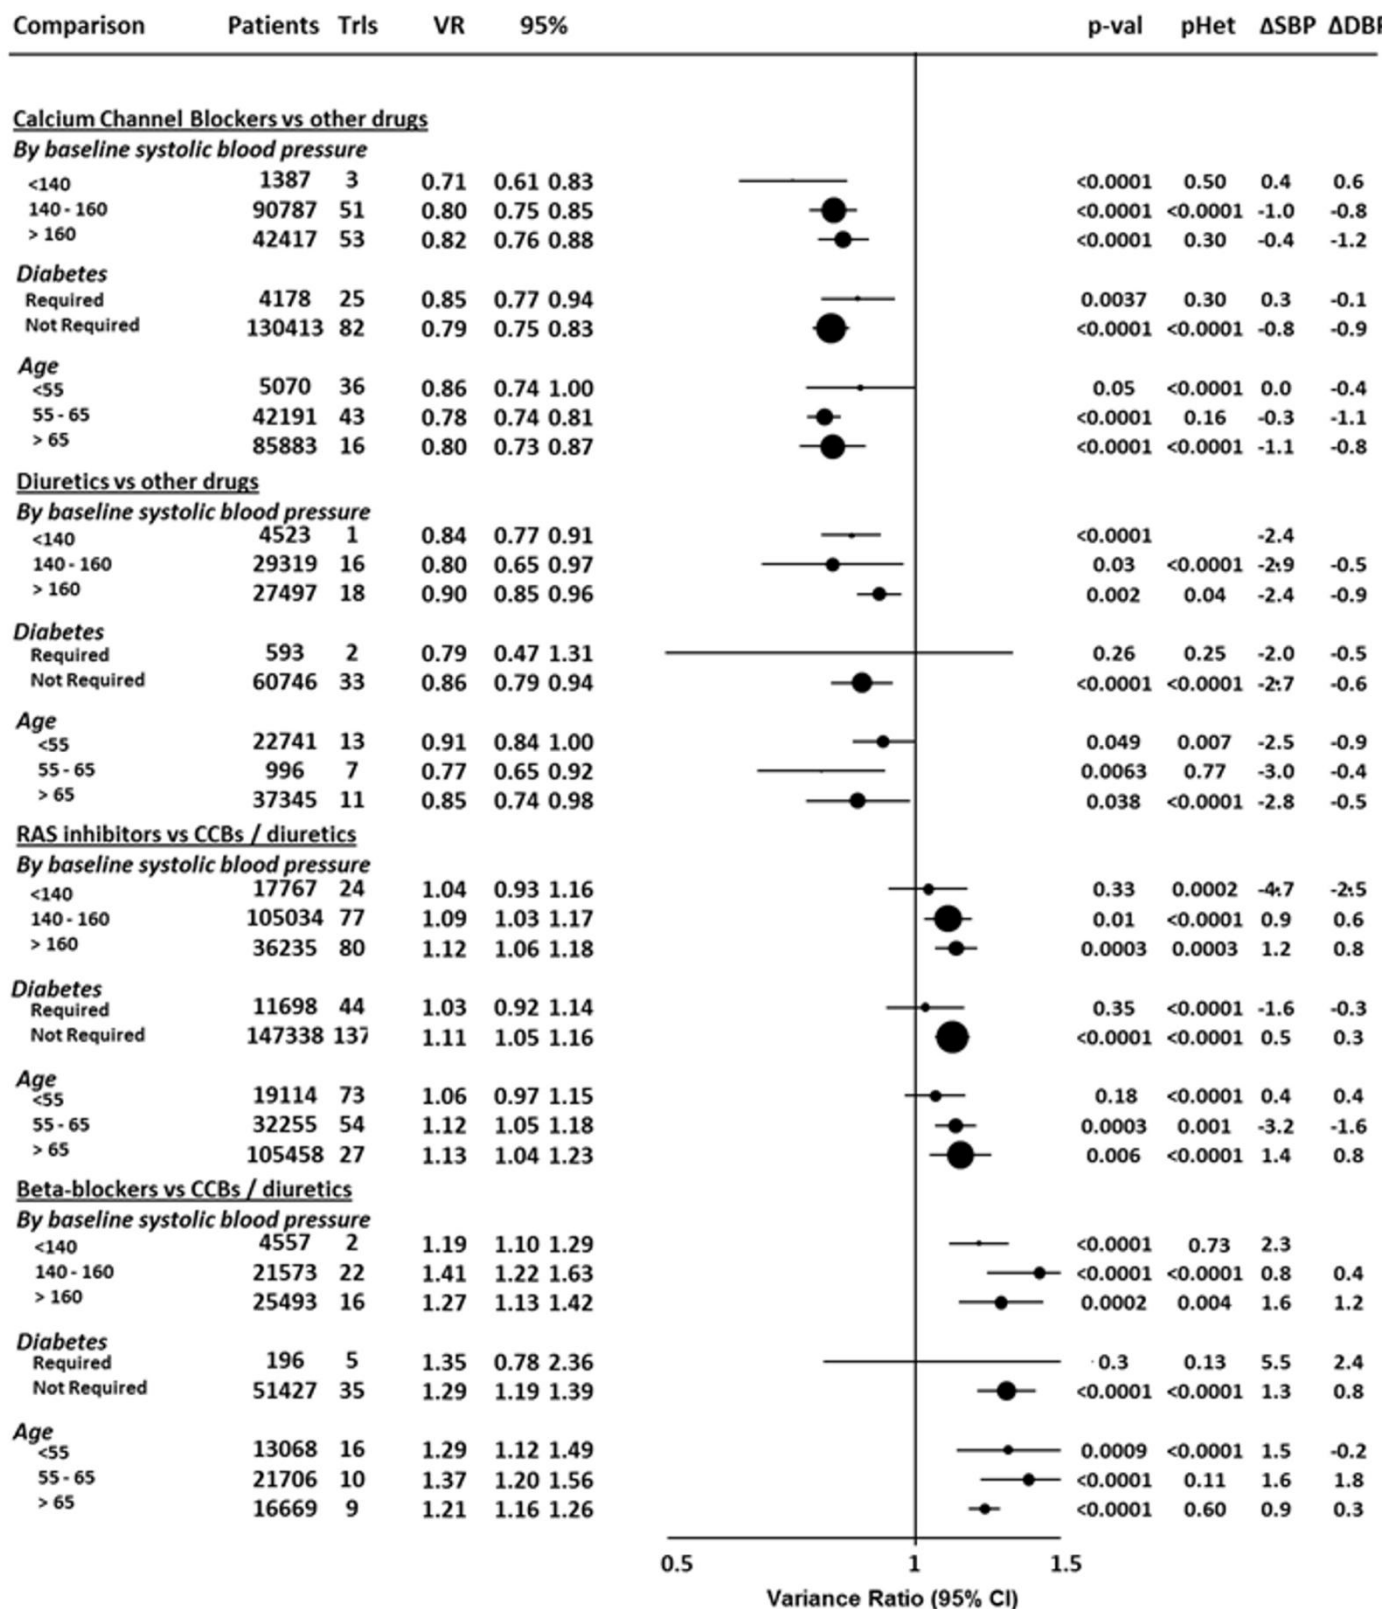 Comparison Patients Trls VR 95% p-val pHet ΔSBP ΔDBP
Calcium Channel Blockers vs other drugs
By baseline systolic blood pressure
<140 1387 3 0.71 0.61 0.83 <0.0001 0.50 0.4 0.6
140 - 160 90787 51 0.80 0.75 0.85 <0.0001 <0.0001 -1.0 -0.8
> 160 42417 53 0.82 0.76 0.88 <0.0001 0.30 -0.4 -1.2
Diabetes
Required 4178 25 0.85 0.77 0.94 0.0037 0.30 0.3 -0.1
Not Required 130413 82 0.79 0.75 0.83 <0.0001 <0.0001 -0.8 -0.9
Age
<55 5070 36 0.86 0.74 1.00 0.05 <0.0001 0.0 -0.4
55 - 65 42191 43 0.78 0.74 0.81 <0.0001 0.16 -0.3 -1.1
> 65 85883 16 0.80 0.73 0.87 <0.0001 <0.0001 -1.1 -0.8
Diuretics vs other drugs
By baseline systolic blood pressure
<140 4523 1 0.84 0.77 0.91 <0.0001 -2.4
140 - 160 29319 16 0.80 0.65 0.97 0.03 <0.0001 -2.9 -0.5
> 160 27497 18 0.90 0.85 0.96 0.002 0.04 -2.4 -0.9
Diabetes
Required 593 2 0.79 0.47 1.31 0.26 0.25 -2.0 -0.5
Not Required 60746 33 0.86 0.79 0.94 <0.0001 <0.0001 -2.7 -0.6
Age
<55 22741 13 0.91 0.84 1.00 0.049 0.007 -2.5 -0.9
55 - 65 996 7 0.77 0.65 0.92 0.0063 0.77 -3.0 -0.4
> 65 37345 11 0.85 0.74 0.98 0.038 <0.0001 -2.8 -0.5
RAS inhibitors vs CCBs / diuretics
By baseline systolic blood pressure
<140 17767 24 1.04 0.93 1.16 0.33 0.0002 -4.7 -2.5
140 - 160 105034 77 1.09 1.03 1.17 0.01 <0.0001 0.9 0.6
> 160 36235 80 1.12 1.06 1.18 0.0003 0.0003 1.2 0.8
Diabetes
Required 11698 44 1.03 0.92 1.14 0.35 <0.0001 -1.6 -0.3
Not Required 147338 137 1.11 1.05 1.16 <0.0001 <0.0001 0.5 0.3
Age
<55 19114 73 1.06 0.97 1.15 0.18 <0.0001 0.4 0.4
55 - 65 32255 54 1.12 1.05 1.18 0.0003 0.001 -3.2 -1.6
> 65 105458 27 1.13 1.04 1.23 0.006 <0.0001 1.4 0.8
Beta-blockers vs CCBs / diuretics
By baseline systolic blood pressure
<140 4557 2 1.19 1.10 1.29 <0.0001 0.73 2.3
140 - 160 21573 22 1.41 1.22 1.63 <0.0001 <0.0001 0.8 0.4
> 160 25493 16 1.27 1.13 1.42 0.0002 0.004 1.6 1.2
Diabetes
Required 196 5 1.35 0.78 2.36 0.3 0.13 5.5 2.4
Not Required 51427 35 1.29 1.19 1.39 <0.0001 <0.0001 1.3 0.8
Age
<55 13068 16 1.29 1.12 1.49 0.0009 <0.0001 1.5 -0.2
55 - 65 21706 10 1.37 1.20 1.56 <0.0001 0.11 1.6 1.8
> 65 16669 9 1.21 1.16 1.26 <0.0001 0.60 0.9 0.3
0.5 1 1.5
Variance Ratio (95% CI)